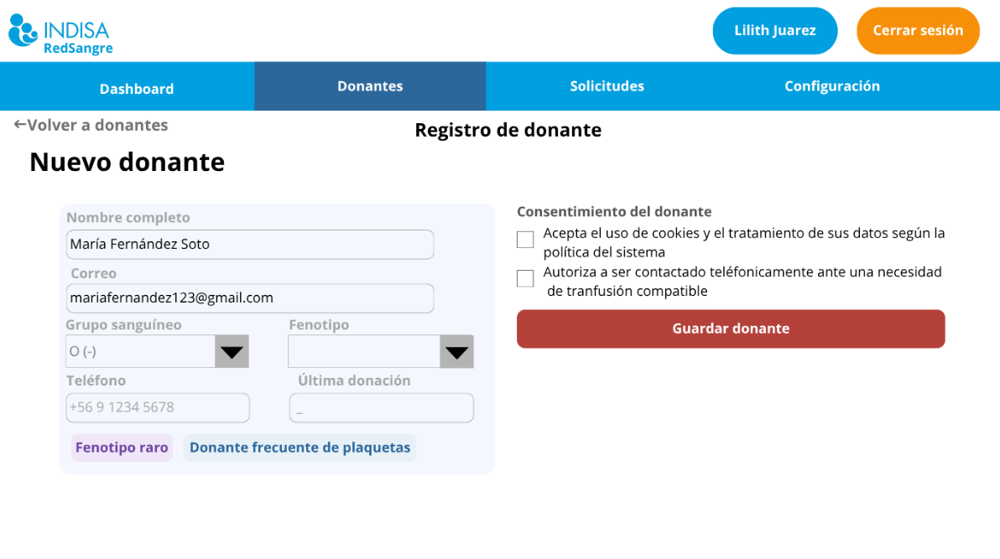 INDISA
RedSangre
Lilith Juarez
Cerrar sesión
Dashboard
Donantes
Solicitudes
Configuración
←Volver a donantes
Registro de donante
Nuevo donante
Nombre completo
María Fernández Soto
Correo
mariafernandez123@gmail.com
Grupo sanguíneo
Fenotipo
O (-)
Teléfono
Última donación
+56 9 1234 5678
_
Fenotipo raro
Donante frecuente de plaquetas
Consentimiento del donante
Acepta el uso de cookies y el tratamiento de sus datos según la
política del sistema
Autoriza a ser contactado teléfonicamente ante una necesidad
de tranfusión compatible
Guardar donante